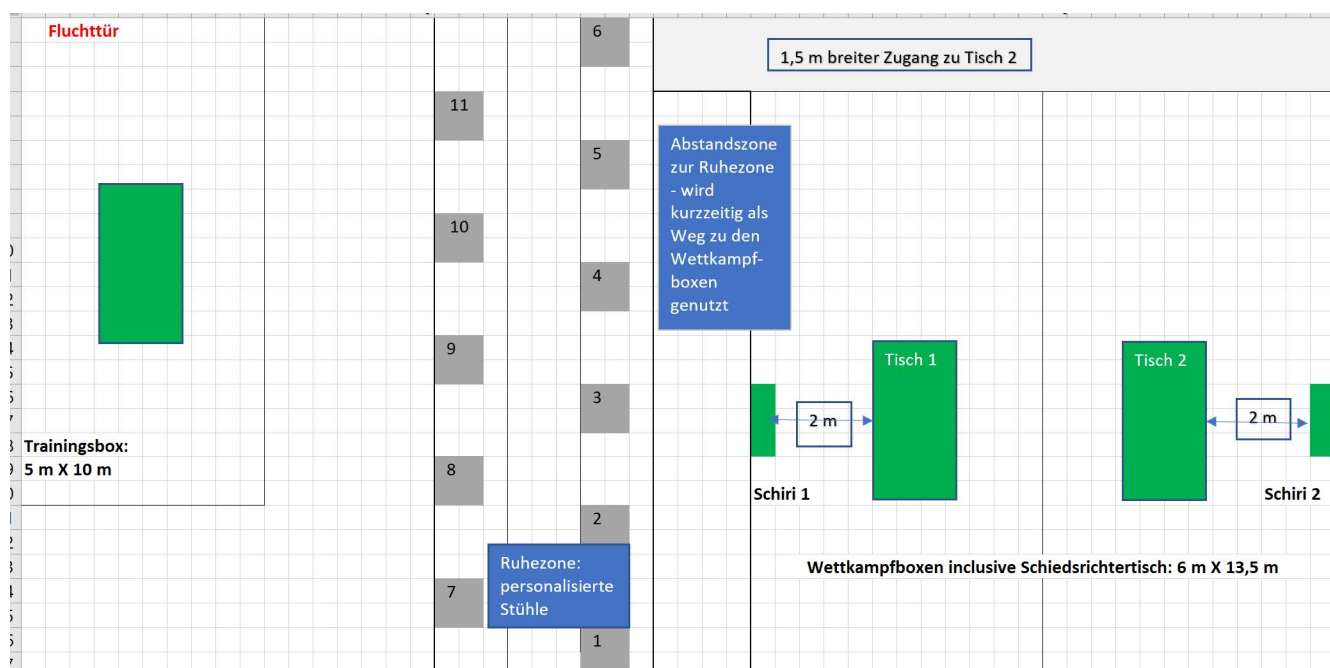 Fluchttür
6
1,5 m breiter Zugang zu Tisch 2
11
5
Abstandszone
zur Ruhezone
- wird
kurzzeitig als
Weg zu den
Wettkampf-
boxen
genutzt
10
4
9
3
Tisch 1
Tisch 2
2 m
2 m
Trainingsbox:
5 m X 10 m
8
Schiri 1
Schiri 2
2
Ruhezone:
personalisierte
Stühle
7
1
Wettkampfboxen inclusive Schiedsrichtertisch: 6 m X 13,5 m